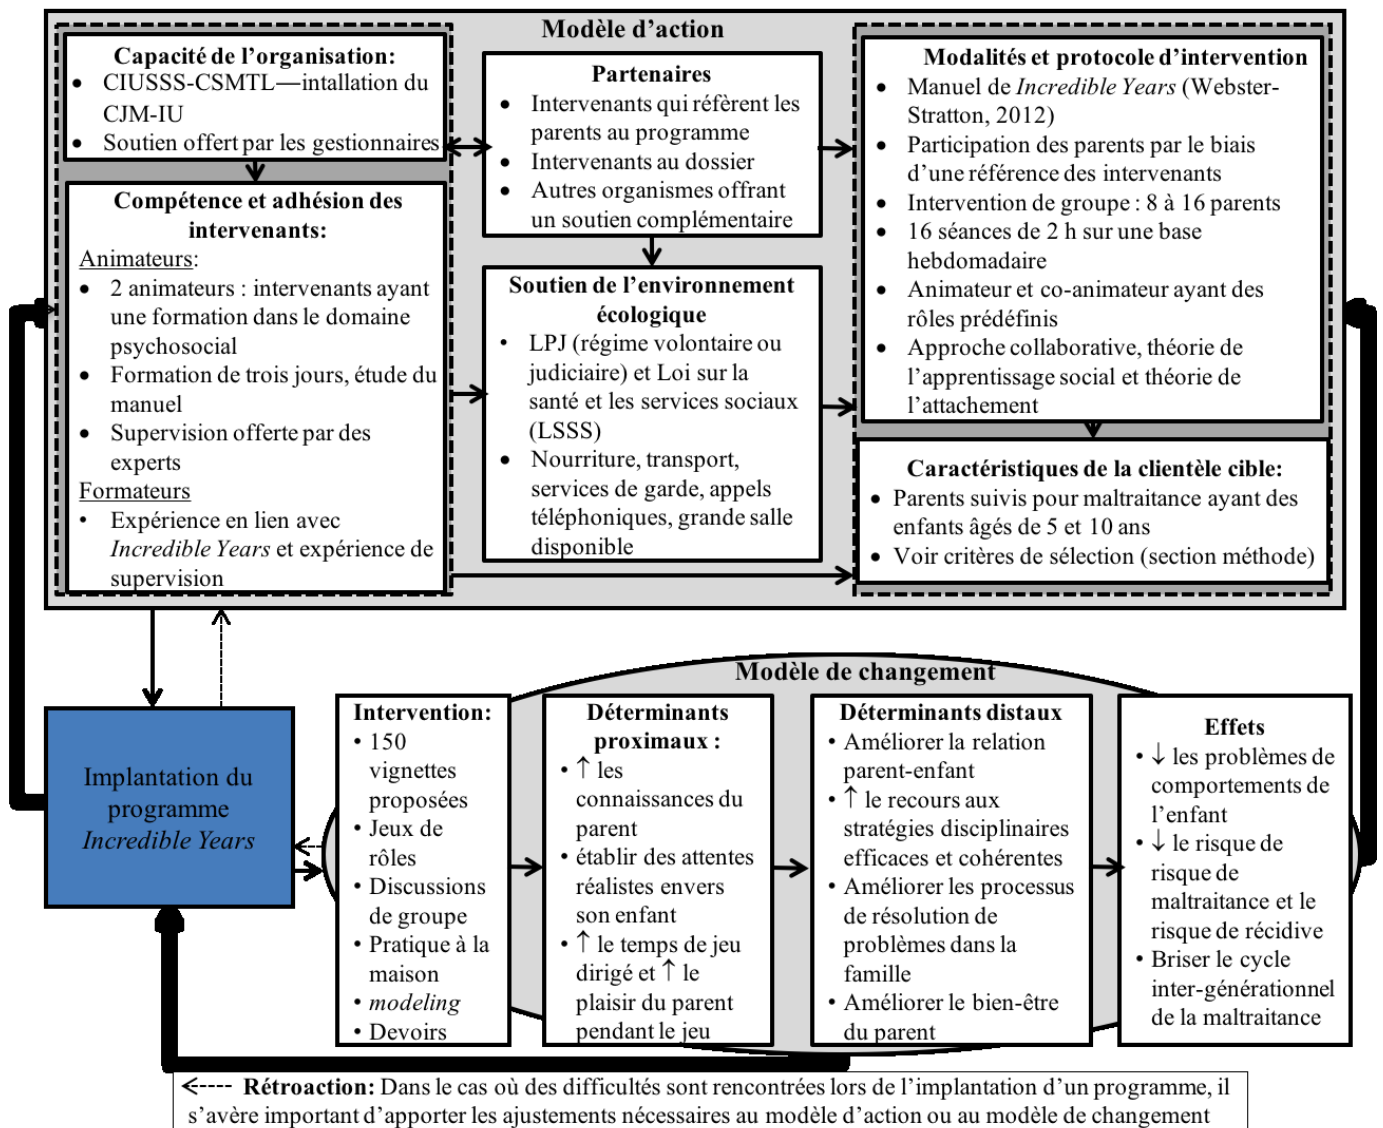 Modèle d’action
Capacité de l’organisation:
• CIUSSS-CSMTL—intallation du
CJM-IU
• Soutien offert par les gestionnaires
Compétence et adhésion des
intervenants:
Animateurs:
• 2 animateurs : intervenants ayant
une formation dans le domaine
psychosocial
• Formation de trois jours, étude du
manuel
• Supervision offerte par des
experts
Formateurs
• Expérience en lien avec
Incredible Years et expérience de
supervision
Partenaires
• Intervenants qui réfèrent les
parents au programme
• Intervenants au dossier
• Autres organismes offrant
un soutien complémentaire
Soutien de l’environnement
écologique
• LPJ (régime volontaire ou
judiciaire) et Loi sur la
santé et les services sociaux
(LSSS)
• Nourriture, transport,
services de garde, appels
téléphoniques, grande salle
disponible
Modalités et protocole d’intervention
• Manuel de Incredible Years (Webster-
Stratton, 2012)
• Participation des parents par le biais
d’une référence des intervenants
• Intervention de groupe : 8 à 16 parents
• 16 séances de 2 h sur une base
hebdomadaire
• Animateur et co-animateur ayant des
rôles prédéfinis
• Approche collaborative, théorie de
l’apprentissage social et théorie de
l’attachement
Caractéristiques de la clientèle cible:
• Parents suivis pour maltraitance ayant des
enfants âgés de 5 et 10 ans
• Voir critères de sélection (section méthode)
Implantation du
programme
Incredible Years
Modèle de changement
Intervention:
• 150
vignettes
proposées
• Jeux de
rôles
• Discussions
de groupe
• Pratique à la
maison
• modeling
• Devoirs
Déterminants
proximaux :
• ↑ les
connaissances du
parent
• établir des attentes
réalistes envers
son enfant
• ↑ le temps de jeu
dirigé et ↑ le
plaisir du parent
pendant le jeu
Déterminants distaux
• Améliorer la relation
parent-enfant
• ↑ le recours aux
stratégies disciplinaires
efficaces et cohérentes
• Améliorer les processus
de résolution de
problèmes dans la
famille
• Améliorer le bien-être
du parent
Effets
• ↓ les problèmes de
comportements de
l’enfant
• ↓ le risque de
risque de
maltraitance et le
risque de récidive
• Briser le cycle
inter-générationnel
de la maltraitance
Rétroaction: Dans le cas où des difficultés sont rencontrées lors de l’implantation d’un programme, il
s’avère important d’apporter les ajustements nécessaires au modèle d’action ou au modèle de changement